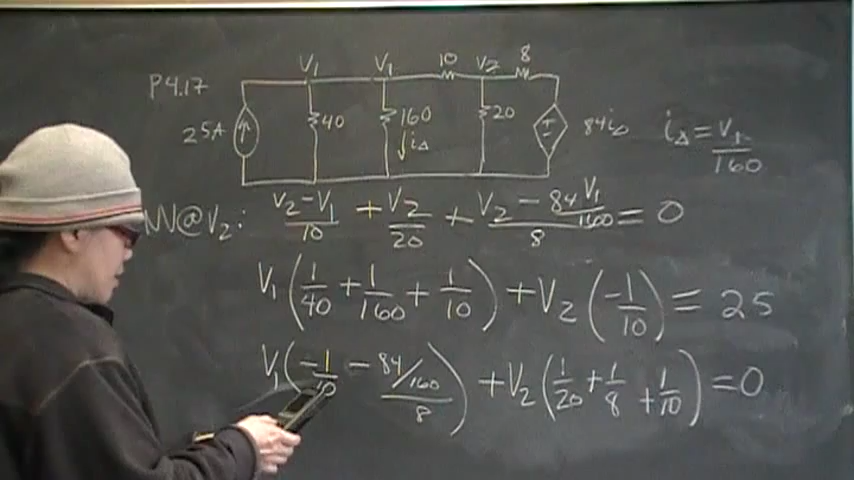 P4.17
V1 V1 10 V2 8
25A 40 160 20 84i∆ i∆ = V1/160
i∆
@V2: (V2 - V1)/10 + V2/20 + (V2 - 84 V1/160)/8 = 0
V1(1/40 + 1/160 + 1/10) + V2(-1/10) = 25
V1(-1/10 - (84/160)/8) + V2(1/20 + 1/8 + 1/10) = 0